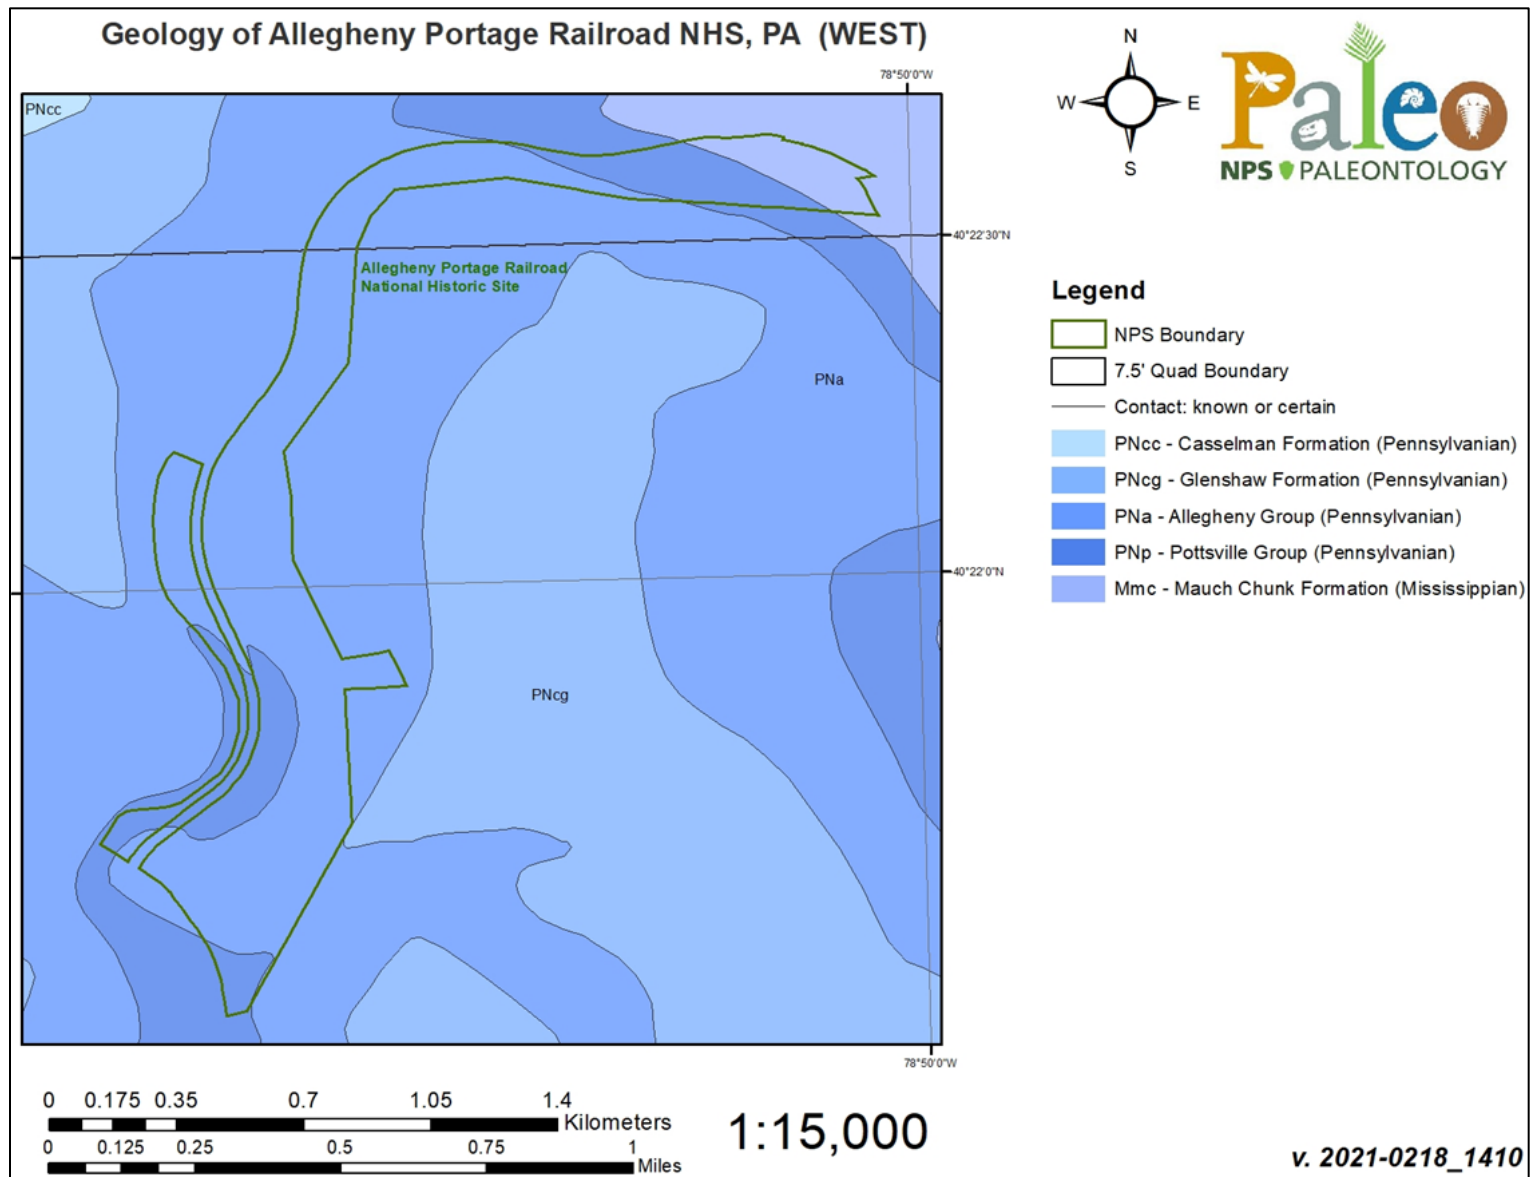 Geology of Allegheny Portage Railroad NHS, PA (WEST)
78°50'0"W
N
W E
S
Paleo
NPS PALEONTOLOGY
PNcc
40°22'30"N
Allegheny Portage Railroad
National Historic Site
PNa
PNcg
40°22'0"N
78°50'0"W
Legend
NPS Boundary
7.5' Quad Boundary
Contact: known or certain
PNcc - Casselman Formation (Pennsylvanian)
PNcg - Glenshaw Formation (Pennsylvanian)
PNa - Allegheny Group (Pennsylvanian)
PNp - Pottsville Group (Pennsylvanian)
Mmc - Mauch Chunk Formation (Mississippian)
0 0.175 0.35 0.7 1.05 1.4
Kilometers
0 0.125 0.25 0.5 0.75 1
Miles
1:15,000
v. 2021-0218_1410